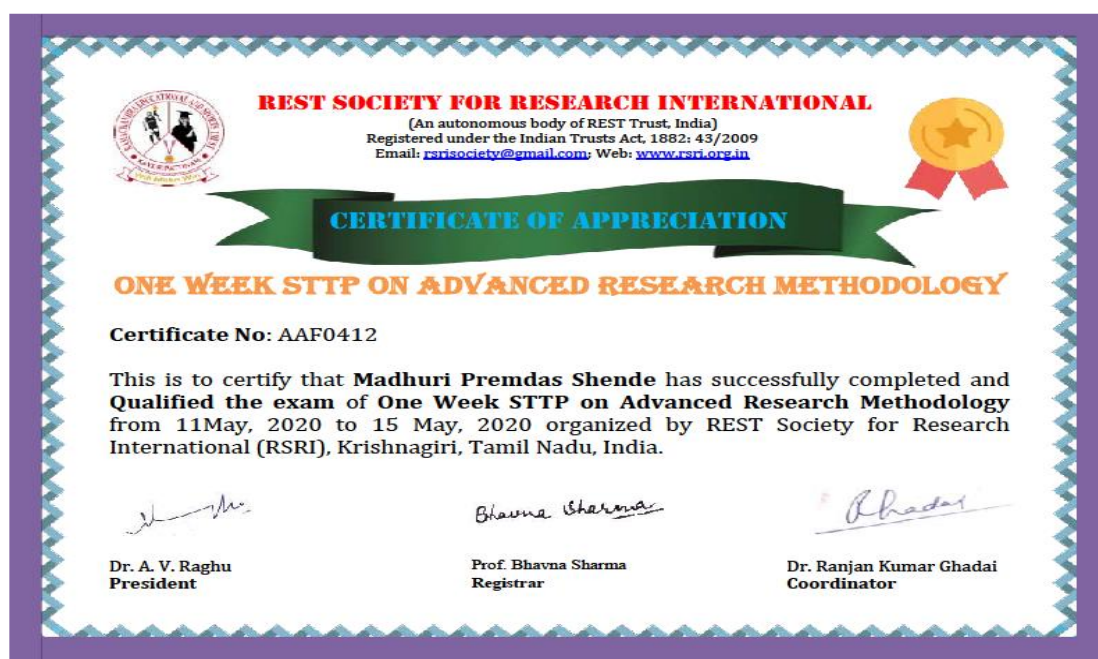 REST SOCIETY FOR RESEARCH INTERNATIONAL
(An autonomous body of REST Trust, India)
Registered under the Indian Trusts Act, 1882: 43/2009
Email: rsrisociety@gmail.com; Web: www.rsri.org.in
CERTIFICATE OF APPRECIATION
ONE WEEK STTP ON ADVANCED RESEARCH METHODOLOGY
Certificate No: AAF0412
This is to certify that Madhuri Premdas Shende has successfully completed and
Qualified the exam of One Week STTP on Advanced Research Methodology
from 11May, 2020 to 15 May, 2020 organized by REST Society for Research
International (RSRI), Krishnagiri, Tamil Nadu, India.
Bhavna Sharma
Dr. A. V. Raghu
President
Prof. Bhavna Sharma
Registrar
Dr. Ranjan Kumar Ghadai
Coordinator